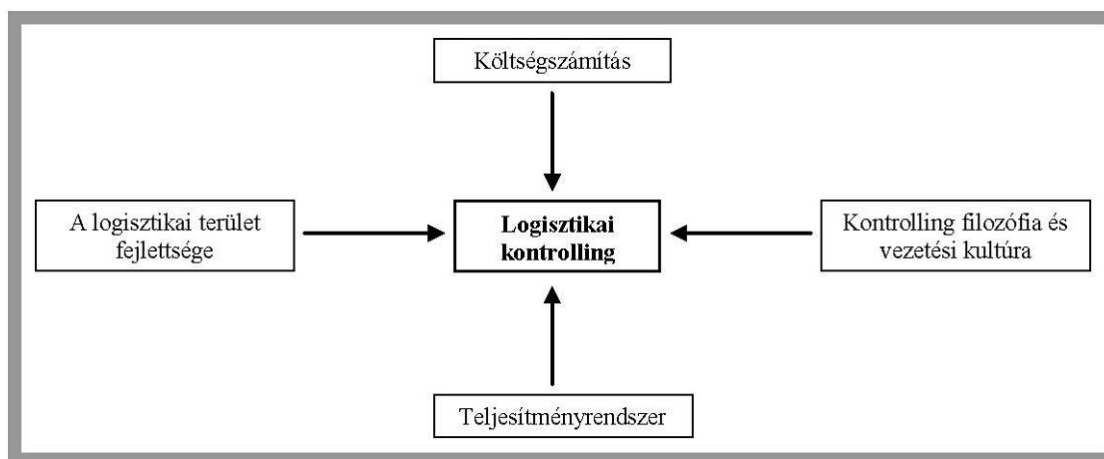 Költségszámítás
A logisztikai terület
fejlettsége
Logisztikai
kontrolling
Kontrolling filozófia és
vezetési kultúra
Teljesítményrendszer